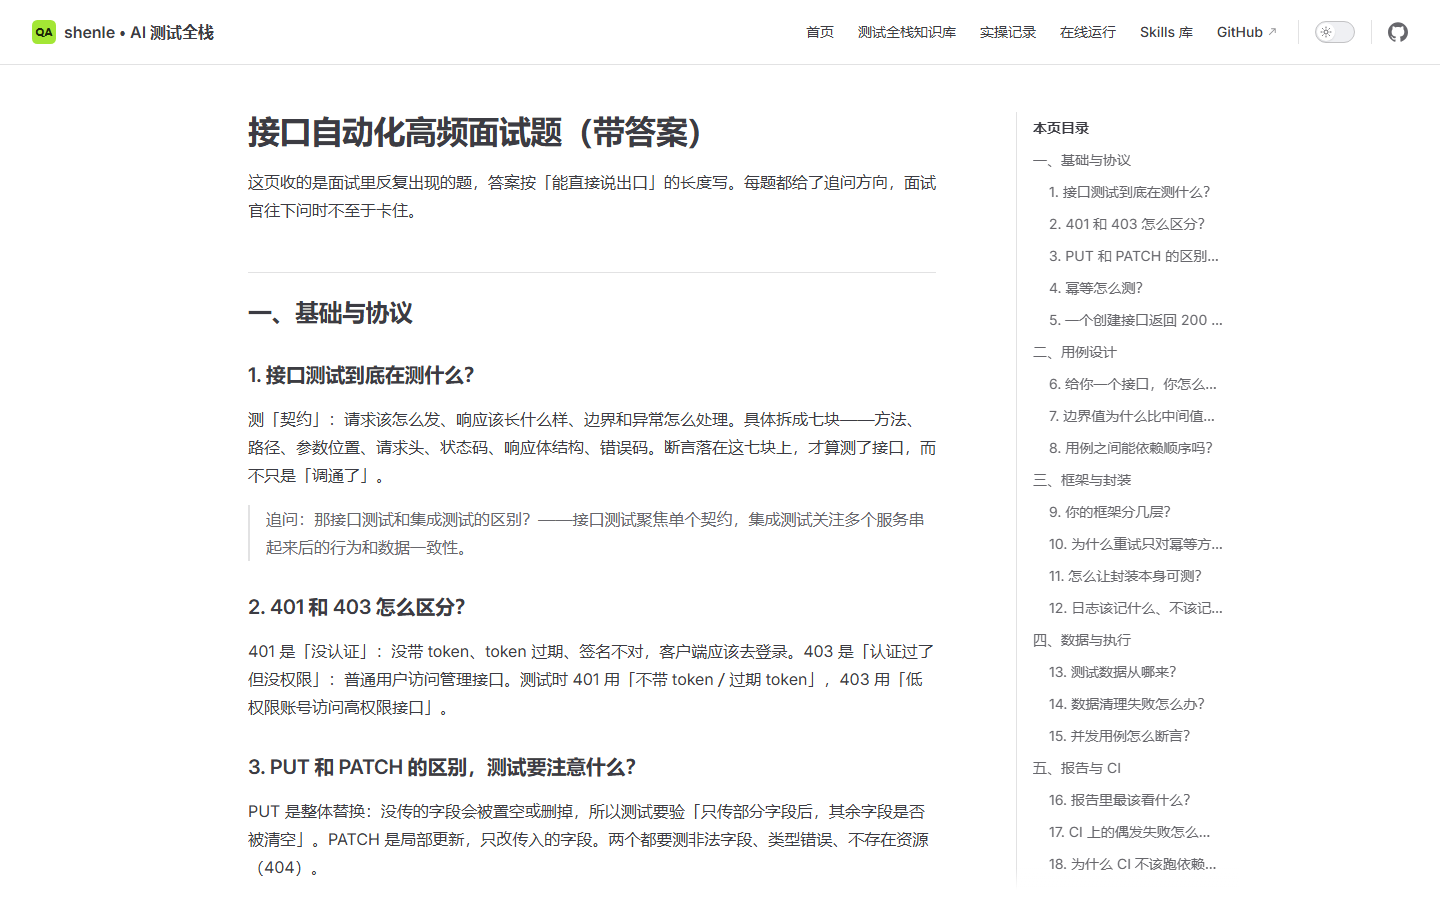 QA shenle • AI 测试全栈
首页 测试全栈知识库 实操记录 在线运行 Skills 库 GitHub
接口自动化高频面试题（带答案）
这页收的是面试里反复出现的题，答案按「能直接说出口」的长度写。每题都给了追问方向，面试
官往下问时不至于卡住。
一、基础与协议
1. 接口测试到底在测什么？
测「契约」：请求该怎么发、响应该长什么样、边界和异常怎么处理。具体拆成七块——方法、
路径、参数位置、请求头、状态码、响应体结构、错误码。断言落在这七块上，才算测了接口，而
不只是「调通了」。
追问：那接口测试和集成测试的区别？——接口测试聚焦单个契约，集成测试关注多个服务串
起来后的行为和数据一致性。
2. 401 和 403 怎么区分？
401 是「没认证」：没带 token、token 过期、签名不对，客户端应该去登录。403 是「认证过了
但没权限」：普通用户访问管理接口。测试时 401 用「不带 token / 过期 token」，403 用「低
权限账号访问高权限接口」。
3. PUT 和 PATCH 的区别，测试要注意什么？
PUT 是整体替换：没传的字段会被置空或删掉，所以测试要验「只传部分字段后，其余字段是否
被清空」。PATCH 是局部更新，只改传入的字段。两个都要测非法字段、类型错误、不存在资源
（404）。
本页目录
一、基础与协议
1. 接口测试到底在测什么？
2. 401 和 403 怎么区分？
3. PUT 和 PATCH 的区别...
4. 幂等怎么测？
5. 一个创建接口返回 200 ...
二、用例设计
6. 给你一个接口，你怎么...
7. 边界值为什么比中间值...
8. 用例之间能依赖顺序吗？
三、框架与封装
9. 你的框架分几层？
10. 为什么重试只对幂等方...
11. 怎么让封装本身可测？
12. 日志该记什么、不该记...
四、数据与执行
13. 测试数据从哪来？
14. 数据清理失败怎么办？
15. 并发用例怎么断言？
五、报告与 CI
16. 报告里最该看什么？
17. CI 上的偶发失败怎么...
18. 为什么 CI 不该跑依赖...